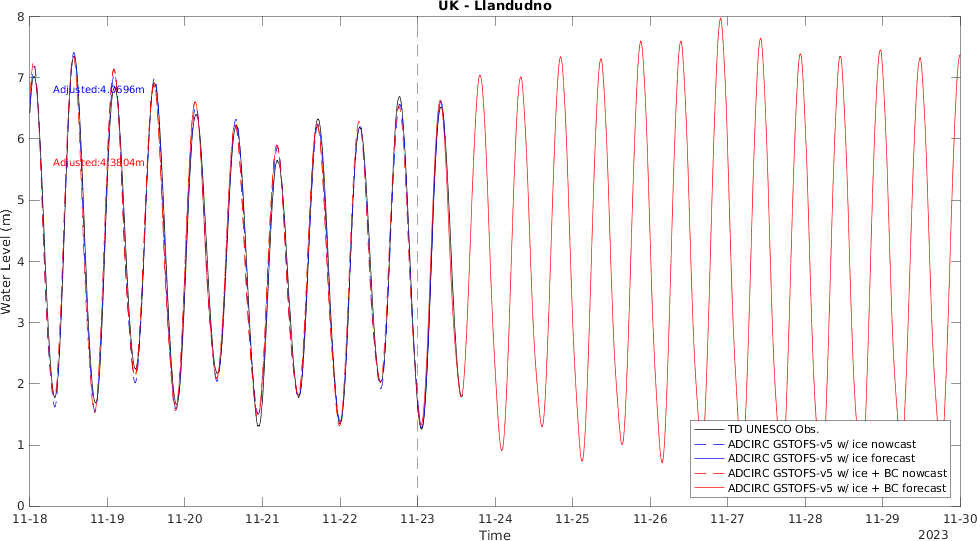 UK - Llandudno
8
7
6
5
4
3
2
1
0
Water Level (m)
Adjusted:4.0696m
Adjusted:4.3804m
TD UNESCO Obs.
ADCIRC GSTOFS-v5 w/ ice nowcast
ADCIRC GSTOFS-v5 w/ ice forecast
ADCIRC GSTOFS-v5 w/ ice + BC nowcast
ADCIRC GSTOFS-v5 w/ ice + BC forecast
11-18 11-19 11-20 11-21 11-22 11-23 11-24 11-25 11-26 11-27 11-28 11-29 11-30
Time
2023